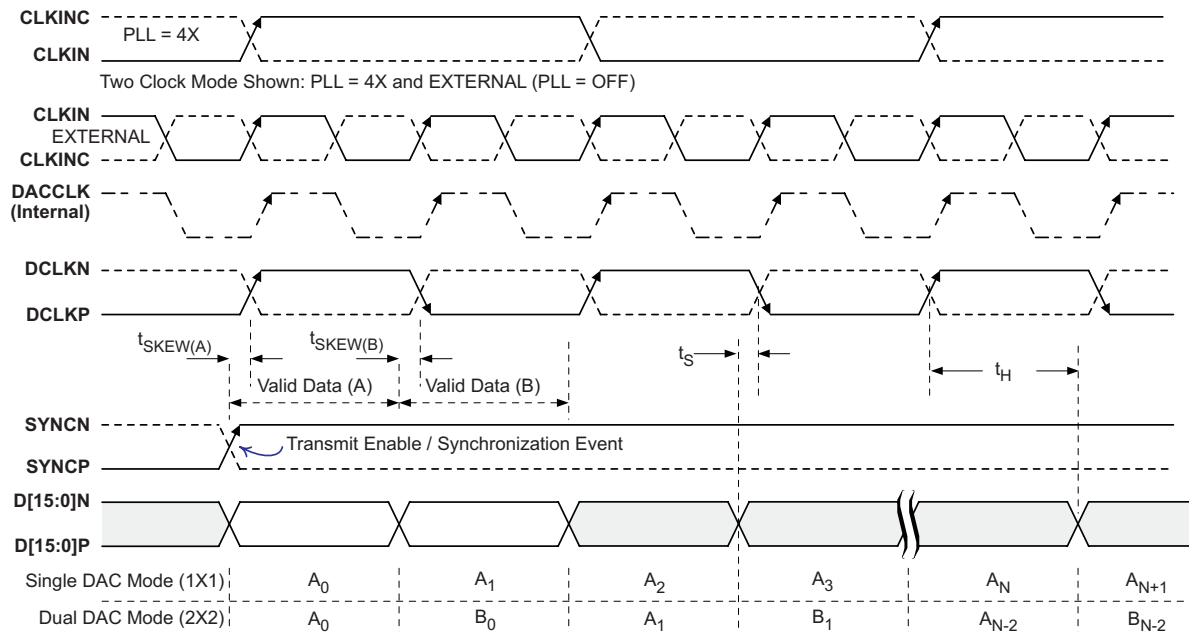 CLKINC
PLL = 4X
CLKIN
Two Clock Mode Shown: PLL = 4X and EXTERNAL (PLL = OFF)
CLKIN
EXTERNAL
CLKINC
DACCLK
(Internal)
DCLKN
DCLKP
tSKEW(A) tSKEW(B) tS tH
Valid Data (A) Valid Data (B)
SYNCN
Transmit Enable / Synchronization Event
SYNCP
D[15:0]N
D[15:0]P
Single DAC Mode (1X1) A0 A1 A2 A3 AN AN+1
Dual DAC Mode (2X2) A0 B0 A1 B1 AN-2 BN-2